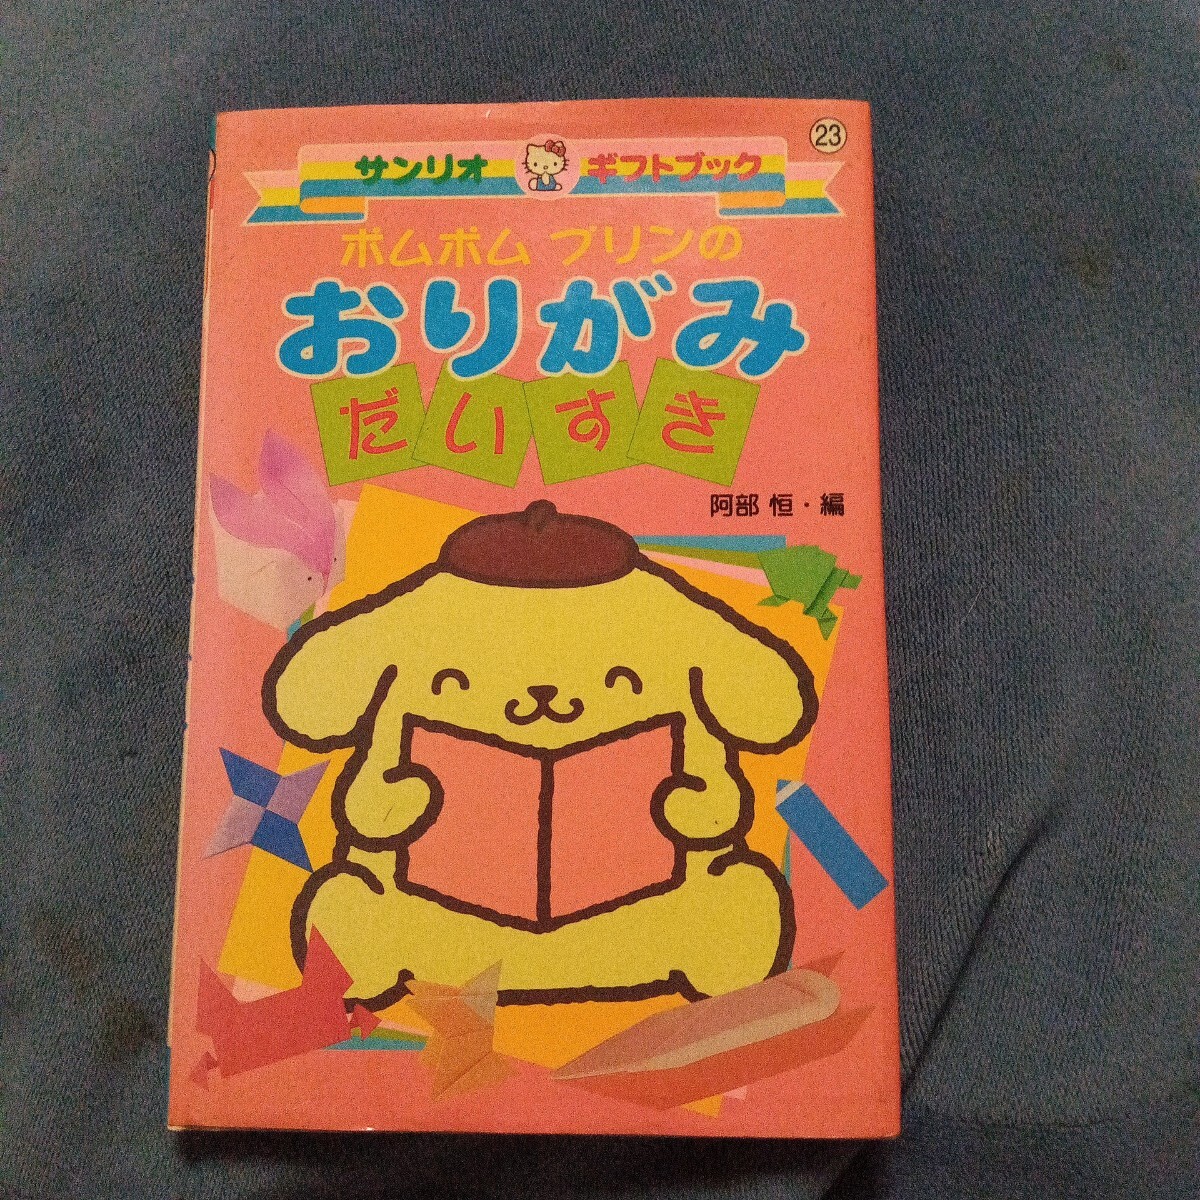 ㉓
サンリオ ギフトブック
ポムポム プリンの
おりがみ
だいすき
阿部 恒・編